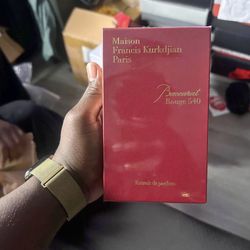 Maison
Francis Kurkdjian
Paris
Baccarat
Rouge 540
Extrait de parfum